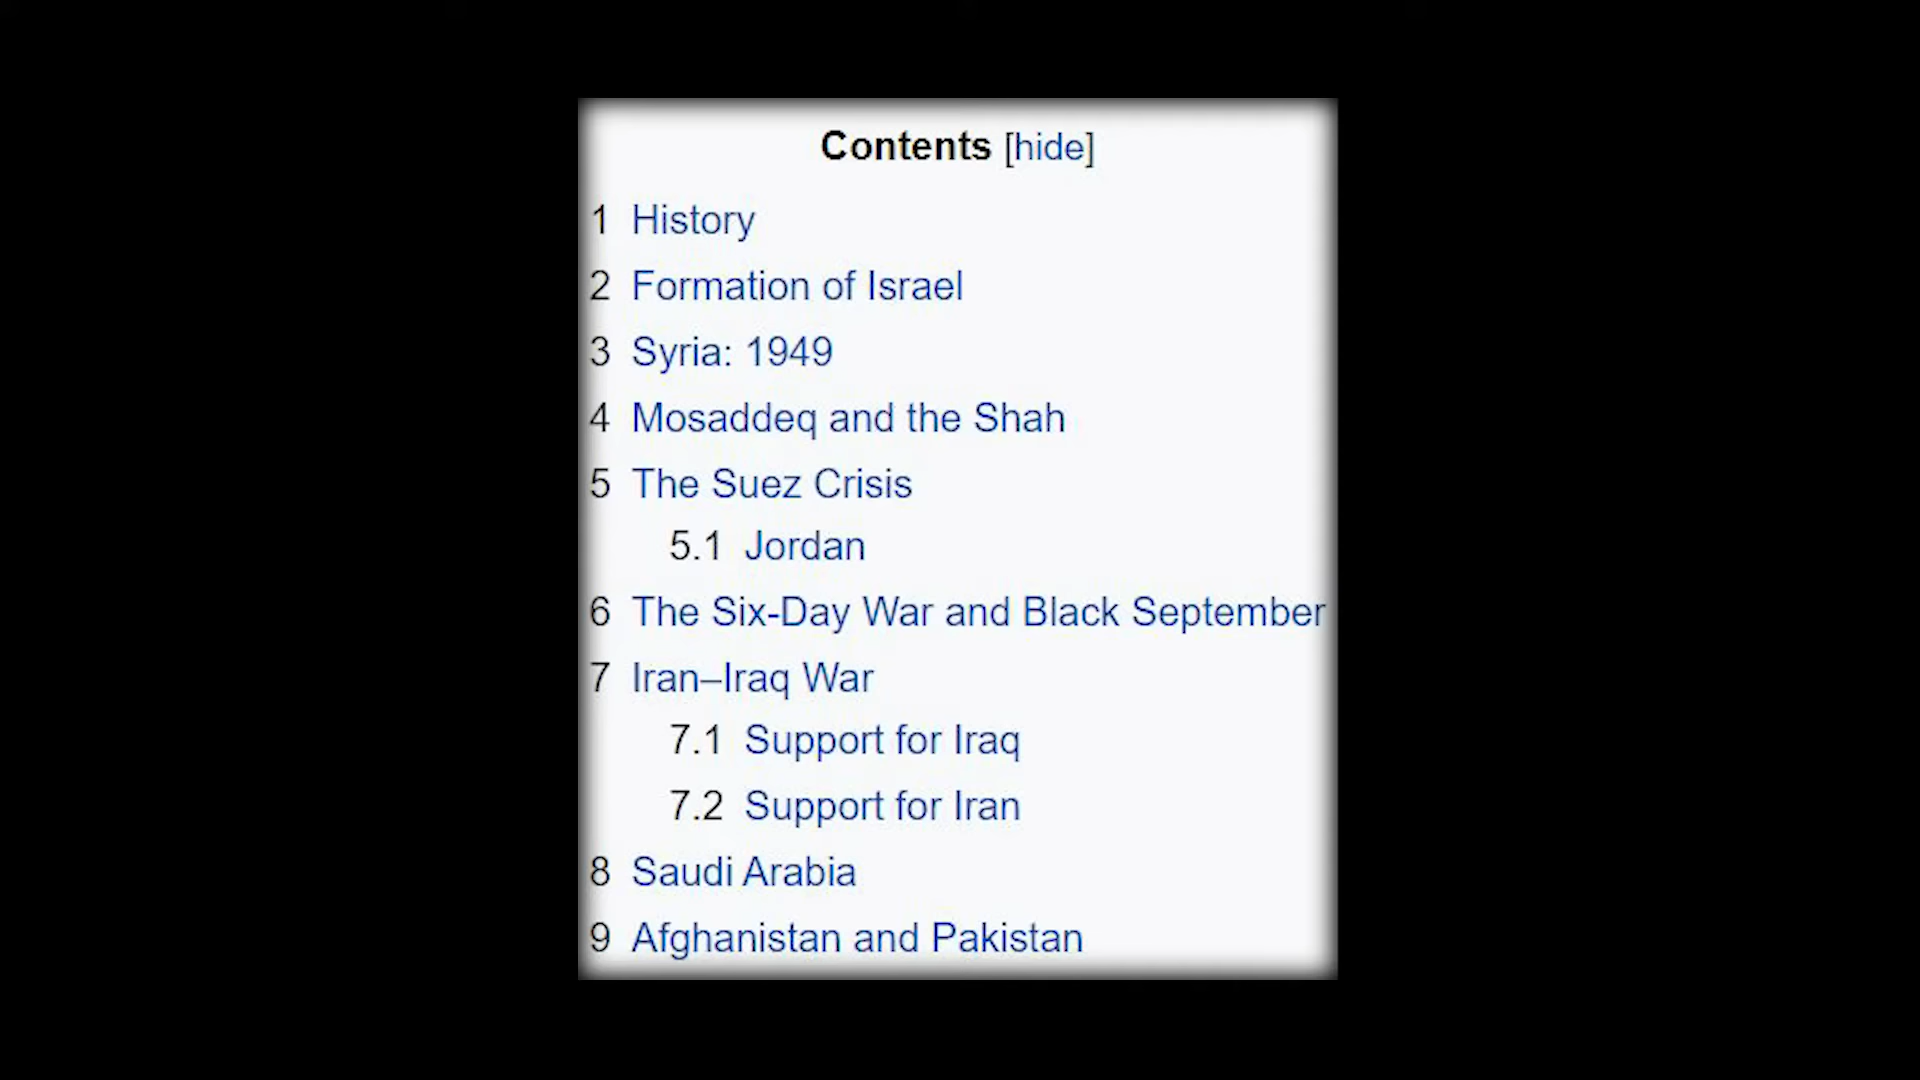 Contents [hide]
1 History
2 Formation of Israel
3 Syria: 1949
4 Mosaddeq and the Shah
5 The Suez Crisis
5.1 Jordan
6 The Six-Day War and Black September
7 Iran–Iraq War
7.1 Support for Iraq
7.2 Support for Iran
8 Saudi Arabia
9 Afghanistan and Pakistan